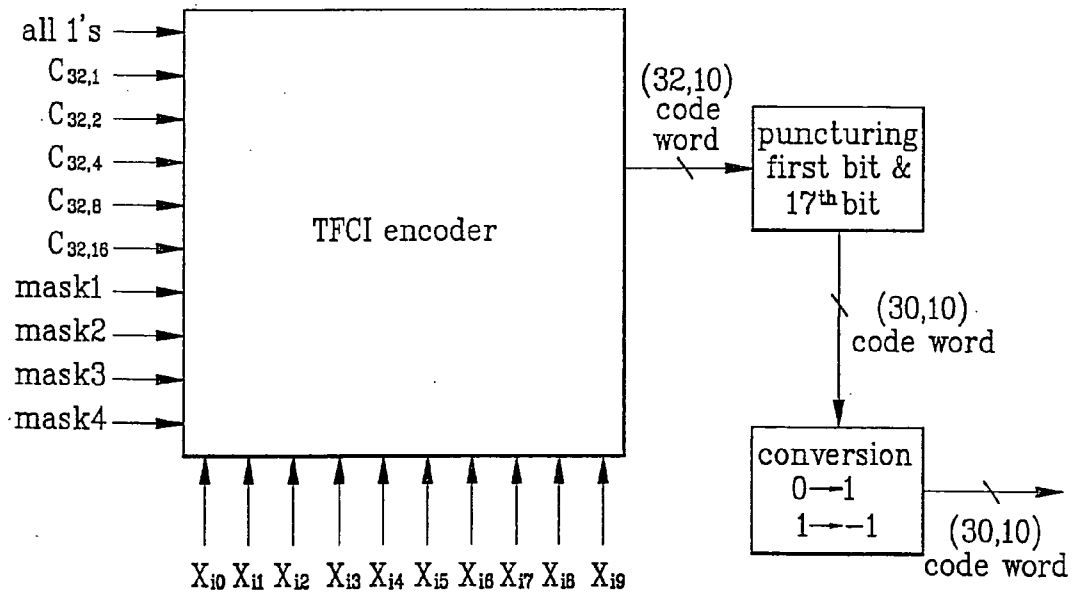 all 1's
C32,1
C32,2
C32,4
C32,8
C32,16
mask1
mask2
mask3
mask4
TFCI encoder
Xi0 Xi1 Xi2 Xi3 Xi4 Xi5 Xi6 Xi7 Xi8 Xi9
(32,10)
code
word
puncturing
first bit &
17th bit
(30,10)
code word
conversion
0→1
1→-1
(30,10)
code word